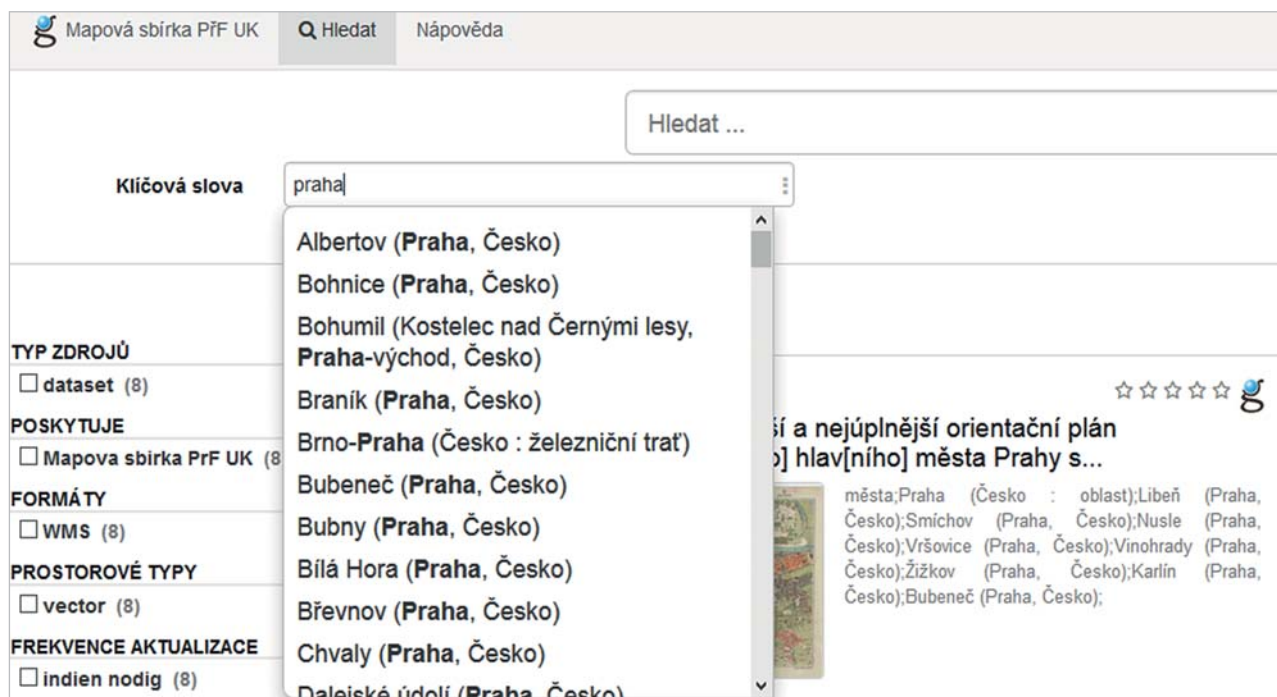 Mapová sbírka PřF UK
Hledat
Nápověda
Hledat ...
Klíčová slova
praha
Albertov (Praha, Česko)
Bohnice (Praha, Česko)
Bohumil (Kostelec nad Černými lesy,
Praha-východ, Česko)
Braník (Praha, Česko)
Brno-Praha (Česko : železniční trať)
Bubeneč (Praha, Česko)
Bubny (Praha, Česko)
Bílá Hora (Praha, Česko)
Břevnov (Praha, Česko)
Chvaly (Praha, Česko)
Dalejské údolí (Praha, Česko)
TYP ZDROJŮ
dataset (8)
POSKYTUJE
Mapova sbirka PrF UK (8
FORMÁTY
WMS (8)
PROSTOROVÉ TYPY
vector (8)
FREKVENCE AKTUALIZACE
indien nodig (8)
ší a nejúplnější orientační plán
o] hlav[ního] města Prahy s...
města;Praha (Česko : oblast);Libeň (Praha,
Česko);Smíchov (Praha, Česko);Nusle (Praha,
Česko);Vršovice (Praha, Česko);Vinohrady (Praha,
Česko);Žižkov (Praha, Česko);Karlín (Praha,
Česko);Bubeneč (Praha, Česko);